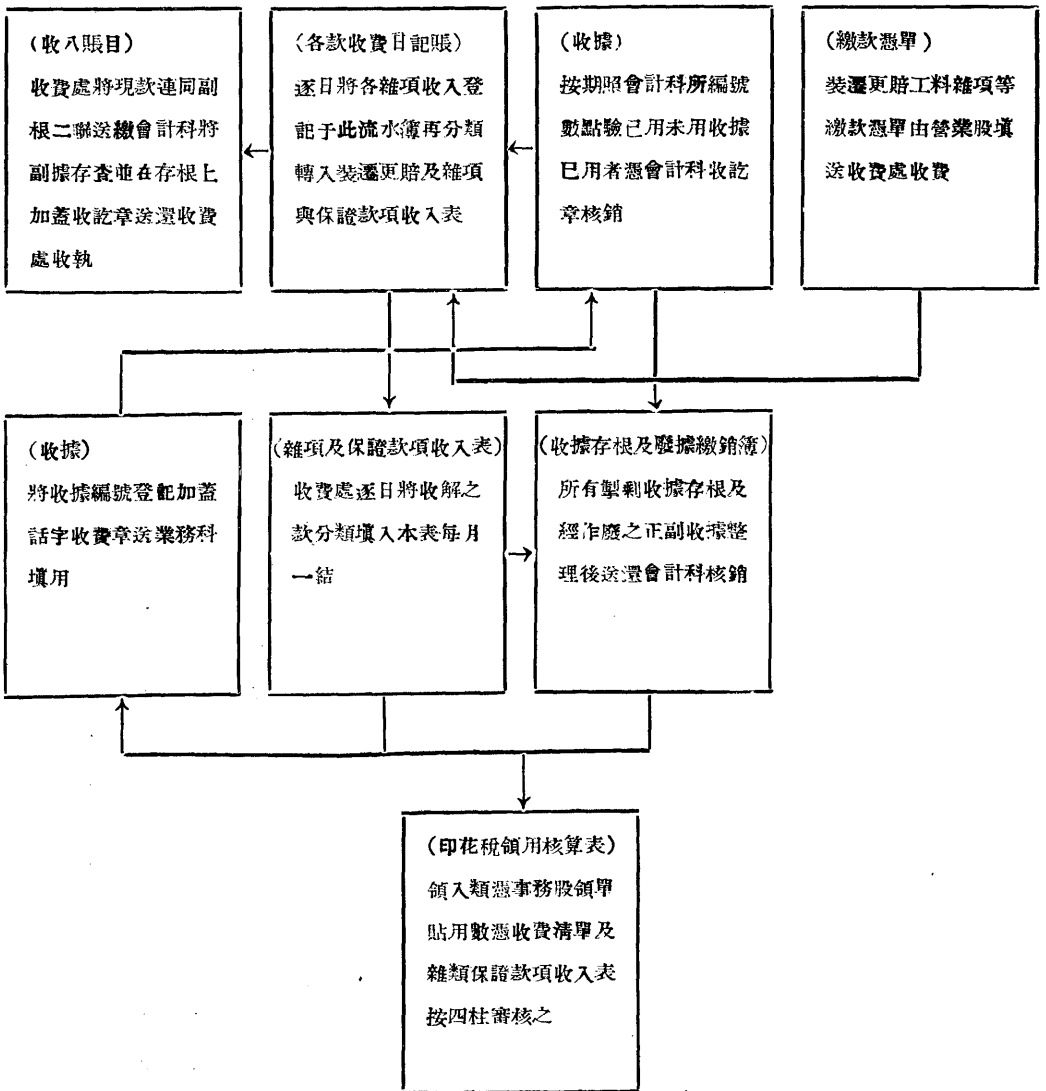 (收入賬目)
收費處將現款連同副
根二聯送繳會計科將
副據存查並在存根上
加蓋收訖章送還收費
處收執
(各款收費日記賬)
逐日將各雜項收入登
記于此流水簿再分類
轉入裝遷更賠及雜項
與保證款項收入表
(收據)
按期照會計科所編號
數點驗已用未用收據
已用者憑會計科收訖
章核銷
(繳款憑單)
裝遷更賠工料雜項等
繳款憑單由營業股填
送收費處收費
(收據)
將收據編號登記加蓋
話字收費章送業務科
填用
(雜項及保證款項收入表)
收費處逐日將收解之
款分類填入本表每月
一結
(收據存根及廢據繳銷簿)
所有製剩收據存根及
經作廢之正副收據整
理後送還會計科核銷
(印花稅領用核算表)
領入類憑事務股領單
貼用數憑收費清單及
雜類保證款項收入表
按四柱審核之